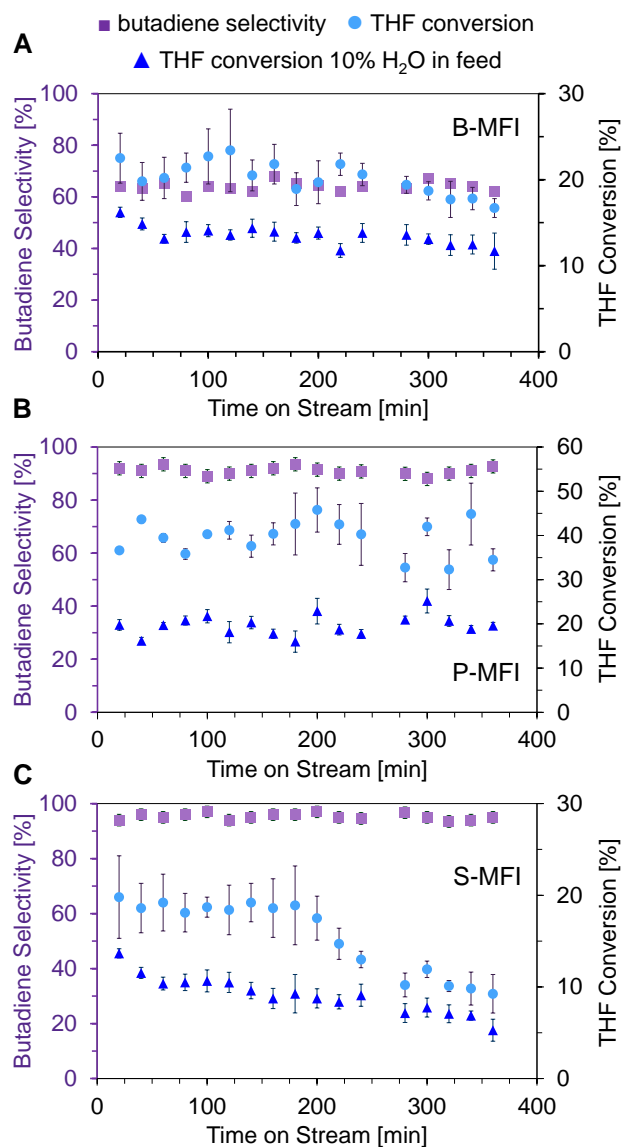 butadiene selectivity THF conversion
THF conversion 10% H₂O in feed
A
100
80
60
40
20
0
Butadiene Selectivity [%]
B-MFI
30
20
10
0
THF Conversion [%]
0 100 200 300 400
Time on Stream [min]
B
100
80
60
40
20
0
Butadiene Selectivity [%]
P-MFI
60
50
40
30
20
10
0
THF Conversion [%]
0 100 200 300 400
Time on Stream [min]
C
100
80
60
40
20
0
Butadiene Selectivity [%]
S-MFI
30
20
10
0
THF Conversion [%]
0 100 200 300 400
Time on Stream [min]